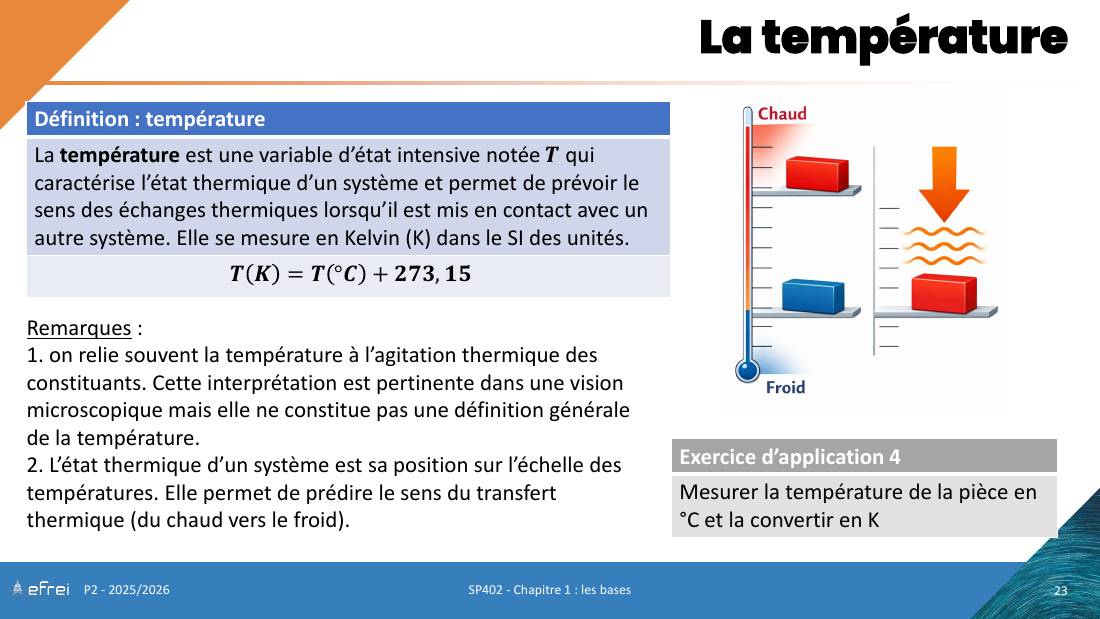 La température
Définition : température
La température est une variable d'état intensive notée T qui
caractérise l'état thermique d'un système et permet de prévoir le
sens des échanges thermiques lorsqu'il est mis en contact avec un
autre système. Elle se mesure en Kelvin (K) dans le SI des unités.
T(K) = T(°C) + 273, 15
Remarques :
1. on relie souvent la température à l'agitation thermique des
constituants. Cette interprétation est pertinente dans une vision
microscopique mais elle ne constitue pas une définition générale
de la température.
2. L'état thermique d'un système est sa position sur l'échelle des
températures. Elle permet de prédire le sens du transfert
thermique (du chaud vers le froid).
Chaud
Froid
Exercice d'application 4
Mesurer la température de la pièce en
°C et la convertir en K
efrei P2 - 2025/2026 SP402 - Chapitre 1 : les bases 23